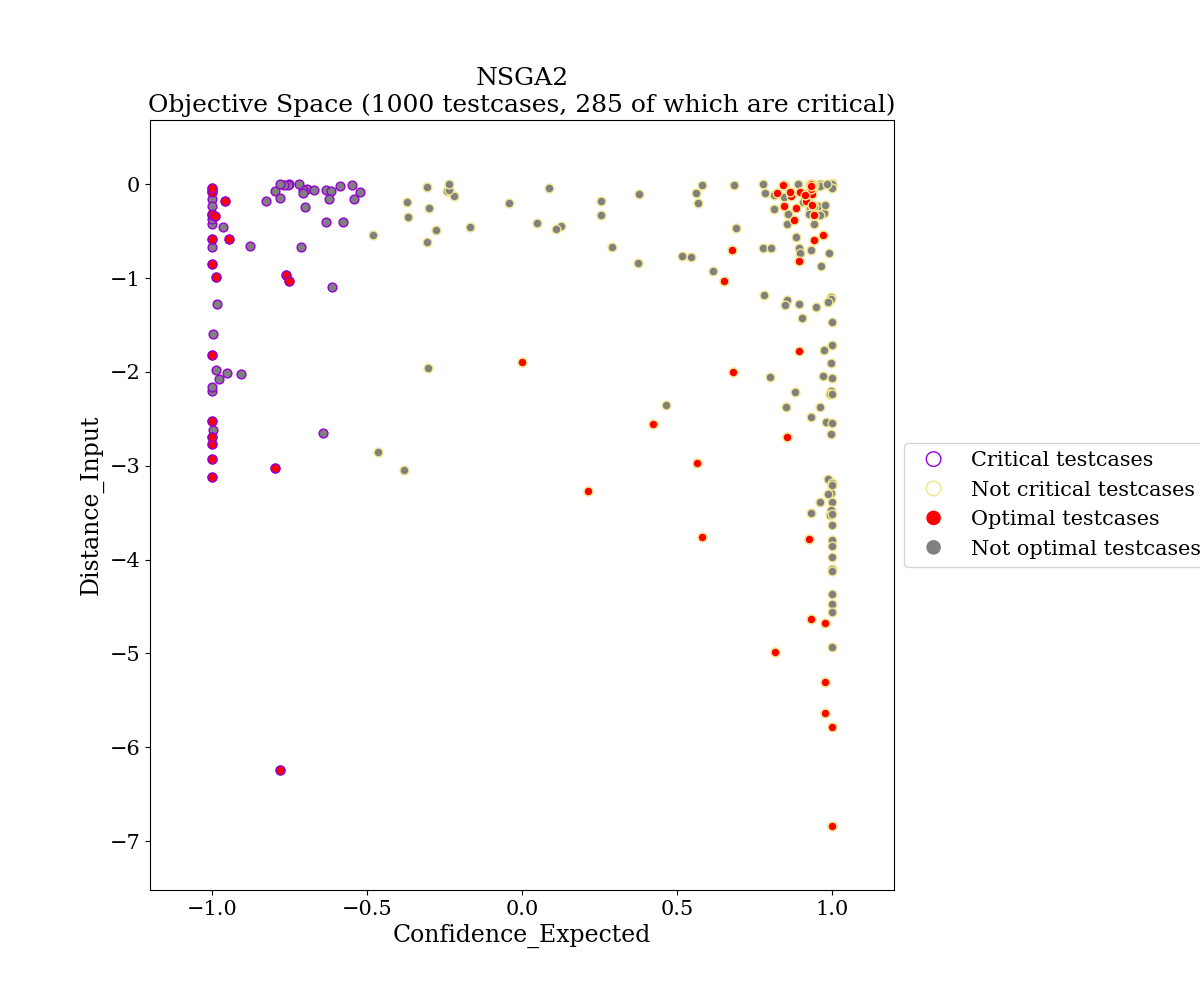 NSGA2
Objective Space (1000 testcases, 285 of which are critical)
0
−1
−2
−3
−4
−5
−6
−7
Distance_Input
−1.0
−0.5
0.0
0.5
1.0
Confidence_Expected
Critical testcases
Not critical testcases
Optimal testcases
Not optimal testcases